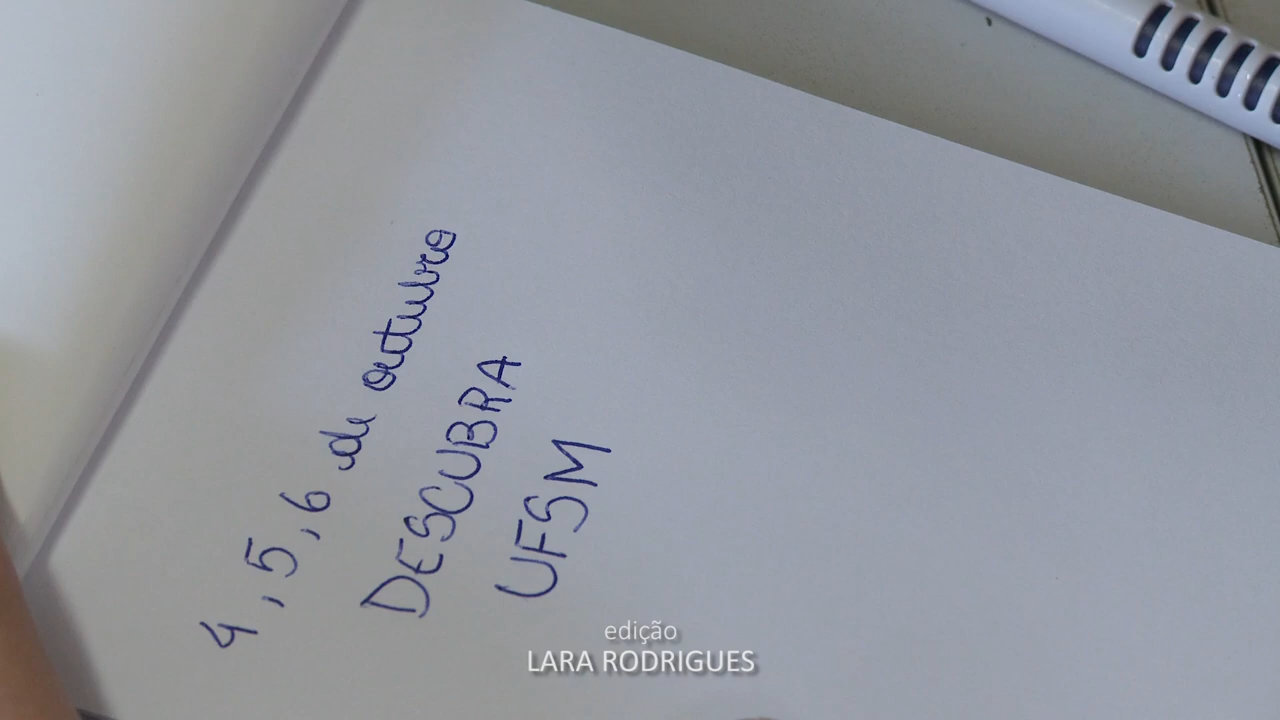 4, 5, 6 de outubro
DESCUBRA
UFSM
edição
LARA RODRIGUES